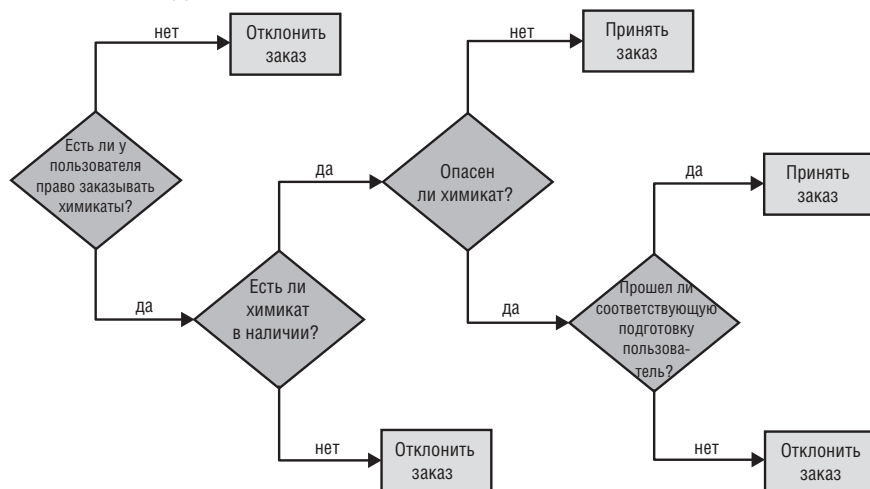 нет
Отклонить
заказ
нет
Принять
заказ
Есть ли у
пользователя
право заказывать
химикаты?
да
Опасен
ли химикат?
да
Принять
заказ
да
Есть ли
химикат
в наличии?
да
Прошел ли
соответствующую
подготовку
пользова-
тель?
нет
Отклонить
заказ
нет
Отклонить
заказ